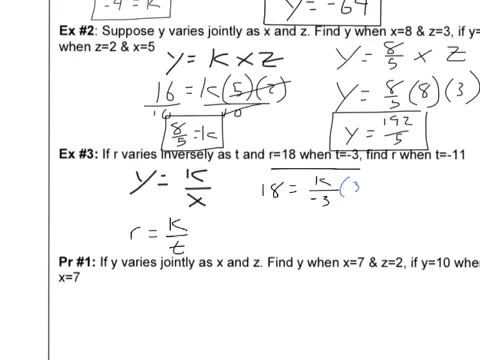 -4 = k
y = -64
Ex #2: Suppose y varies jointly as x and z. Find y when x=8 & z=3, if y=
when z=2 & x=5
y = k x z
y = 8/5 x z
16 = k(5)(2)
y = 8/5 (8)(3)
10 10
8/5 = k
y = 192/5
Ex #3: If r varies inversely as t and r=18 when t=-3, find r when t=-11
y = k/x
18 = k/-3 (3
r = k/t
Pr #1: If y varies jointly as x and z. Find y when x=7 & z=2, if y=10 whe
x=7